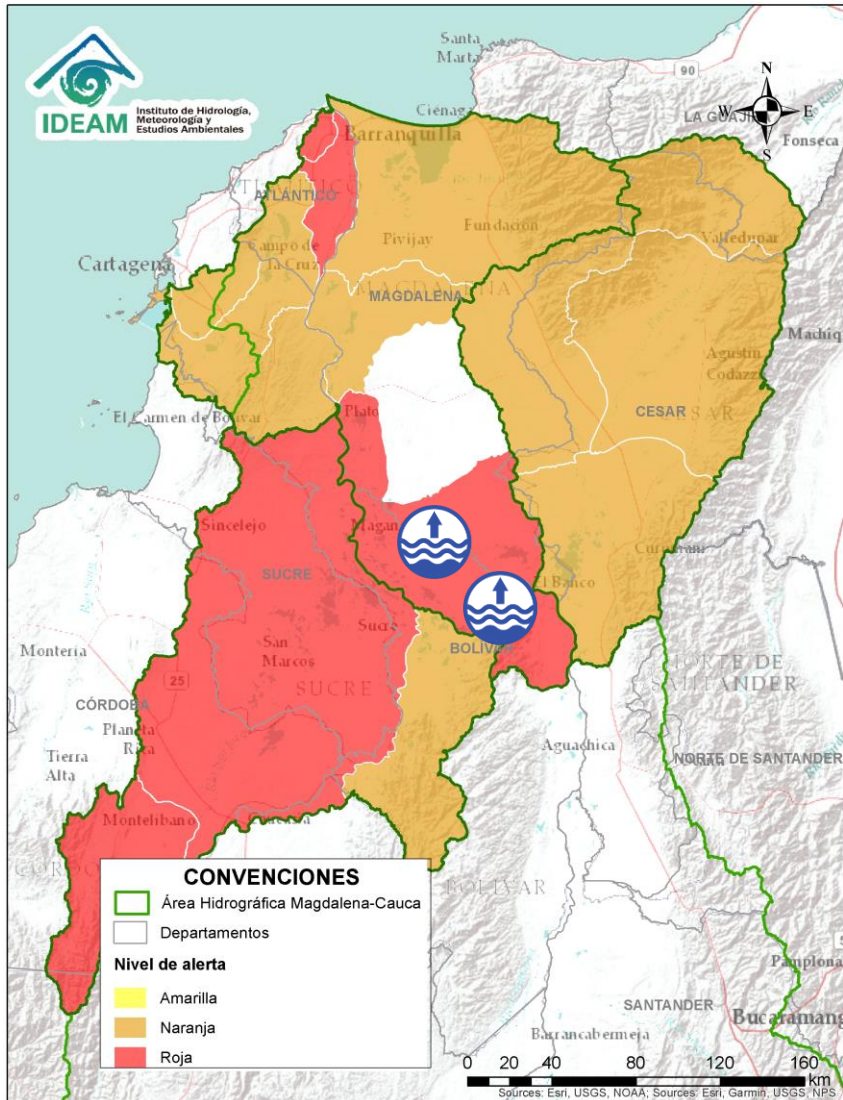 IDEAM
Instituto de Hidrología,
Meteorología y
Estudios Ambientales
Santa
Marta
90
N
W
E
S
Ciénaga
LA GUAJI
Fonseca
Barranquilla
ATLÁNTICO
Fundación
Valledupar
Campo de
la Cruz
Pivijay
Cartagena
MAGDALENA
Machiq
Agustín
Codazzi
CESAR
El Carmen de Bolívar
Plato
Sincelejo
Magan
Curumaní
SUCRE
El Banco
Sucre
San
Marcos
BOLÍVAR
Montería
SUCRE
25
NORTE DE
SANTANDER
CÓRDOBA
Planeta
Rica
Tierra
Alta
Aguachica
NORTE DE SANTANDER
Montelíbano
Caucasia
BOLÍVAR
CONVENCIONES
Área Hidrográfica Magdalena-Cauca
Departamentos
Nivel de alerta
Amarilla
Naranja
Roja
Pamplona
SANTANDER
Bucaramang
Barrancabermeja
0 20 40 80 120 160
km
Sources: Esri, USGS, NOAA; Sources: Esri, Garmin, USGS, NPS